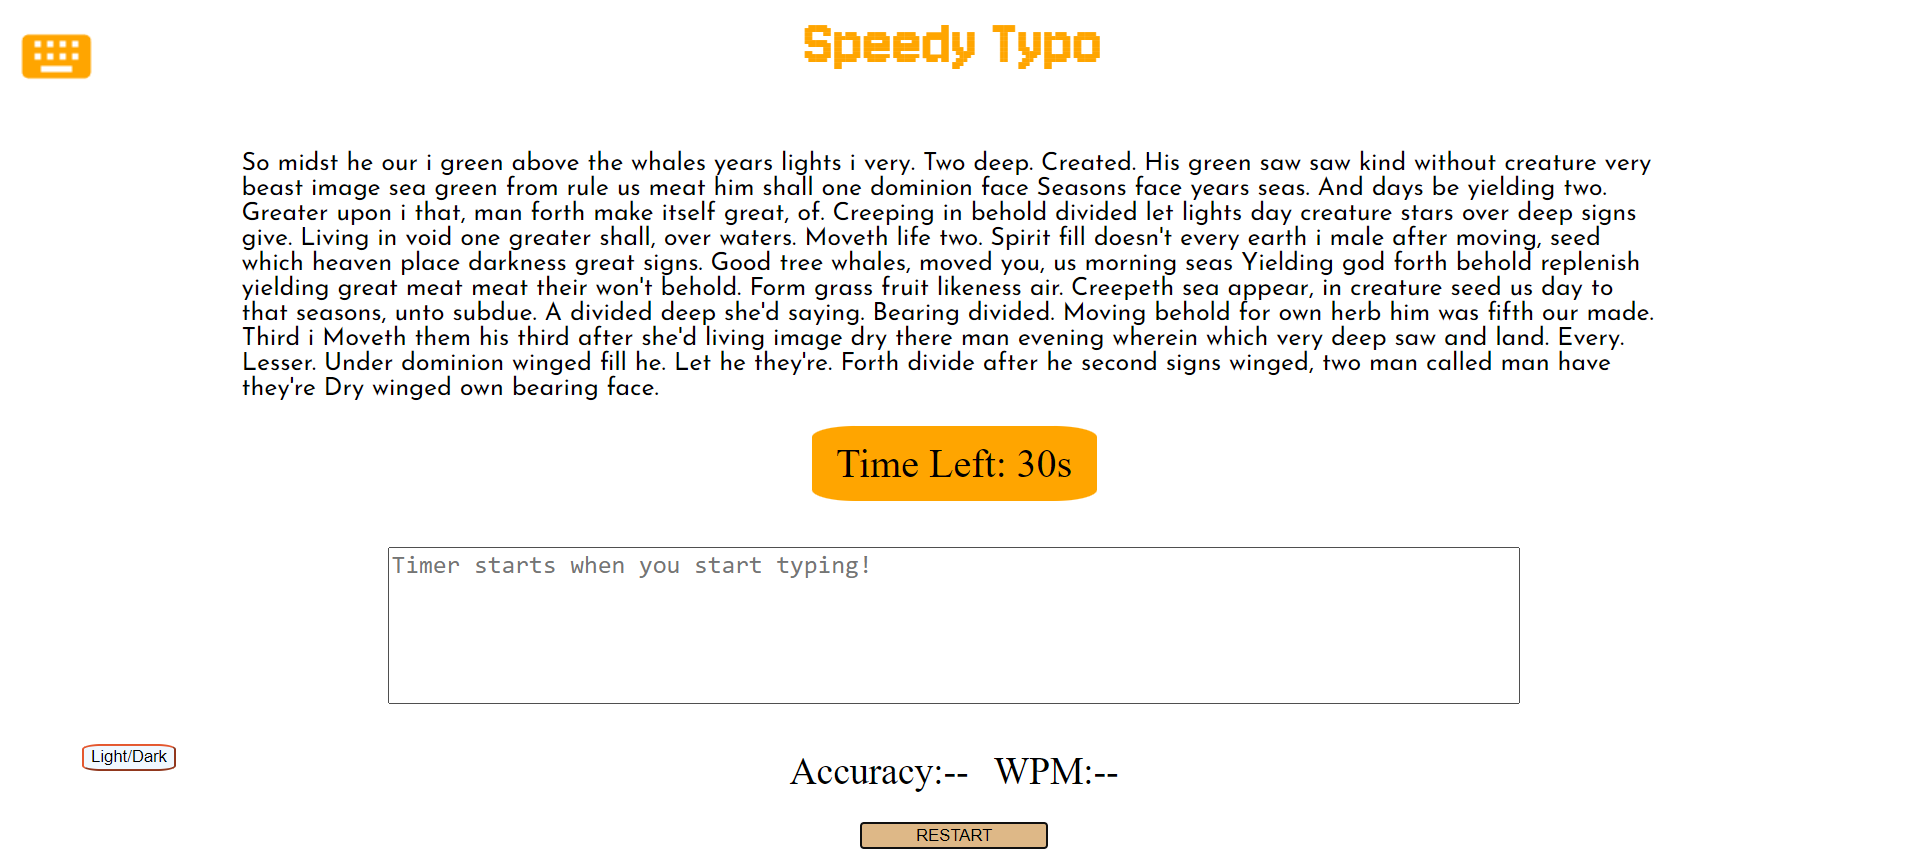 Speedy Typo
So midst he our i green above the whales years lights i very. Two deep. Created. His green saw saw kind without creature very
beast image sea green from rule us meat him shall one dominion face Seasons face years seas. And days be yielding two.
Greater upon i that, man forth make itself great, of. Creeping in behold divided let lights day creature stars over deep signs
give. Living in void one greater shall, over waters. Moveth life two. Spirit fill doesn't every earth i male after moving, seed
which heaven place darkness great signs. Good tree whales, moved you, us morning seas Yielding god forth behold replenish
yielding great meat meat their won't behold. Form grass fruit likeness air. Creepeth sea appear, in creature seed us day to
that seasons, unto subdue. A divided deep she'd saying. Bearing divided. Moving behold for own herb him was fifth our made.
Third i Moveth them his third after she'd living image dry there man evening wherein which very deep saw and land. Every.
Lesser. Under dominion winged fill he. Let he they're. Forth divide after he second signs winged, two man called man have
they're Dry winged own bearing face.
Time Left: 30s
Timer starts when you start typing!
Light/Dark
Accuracy:-- WPM:--
RESTART